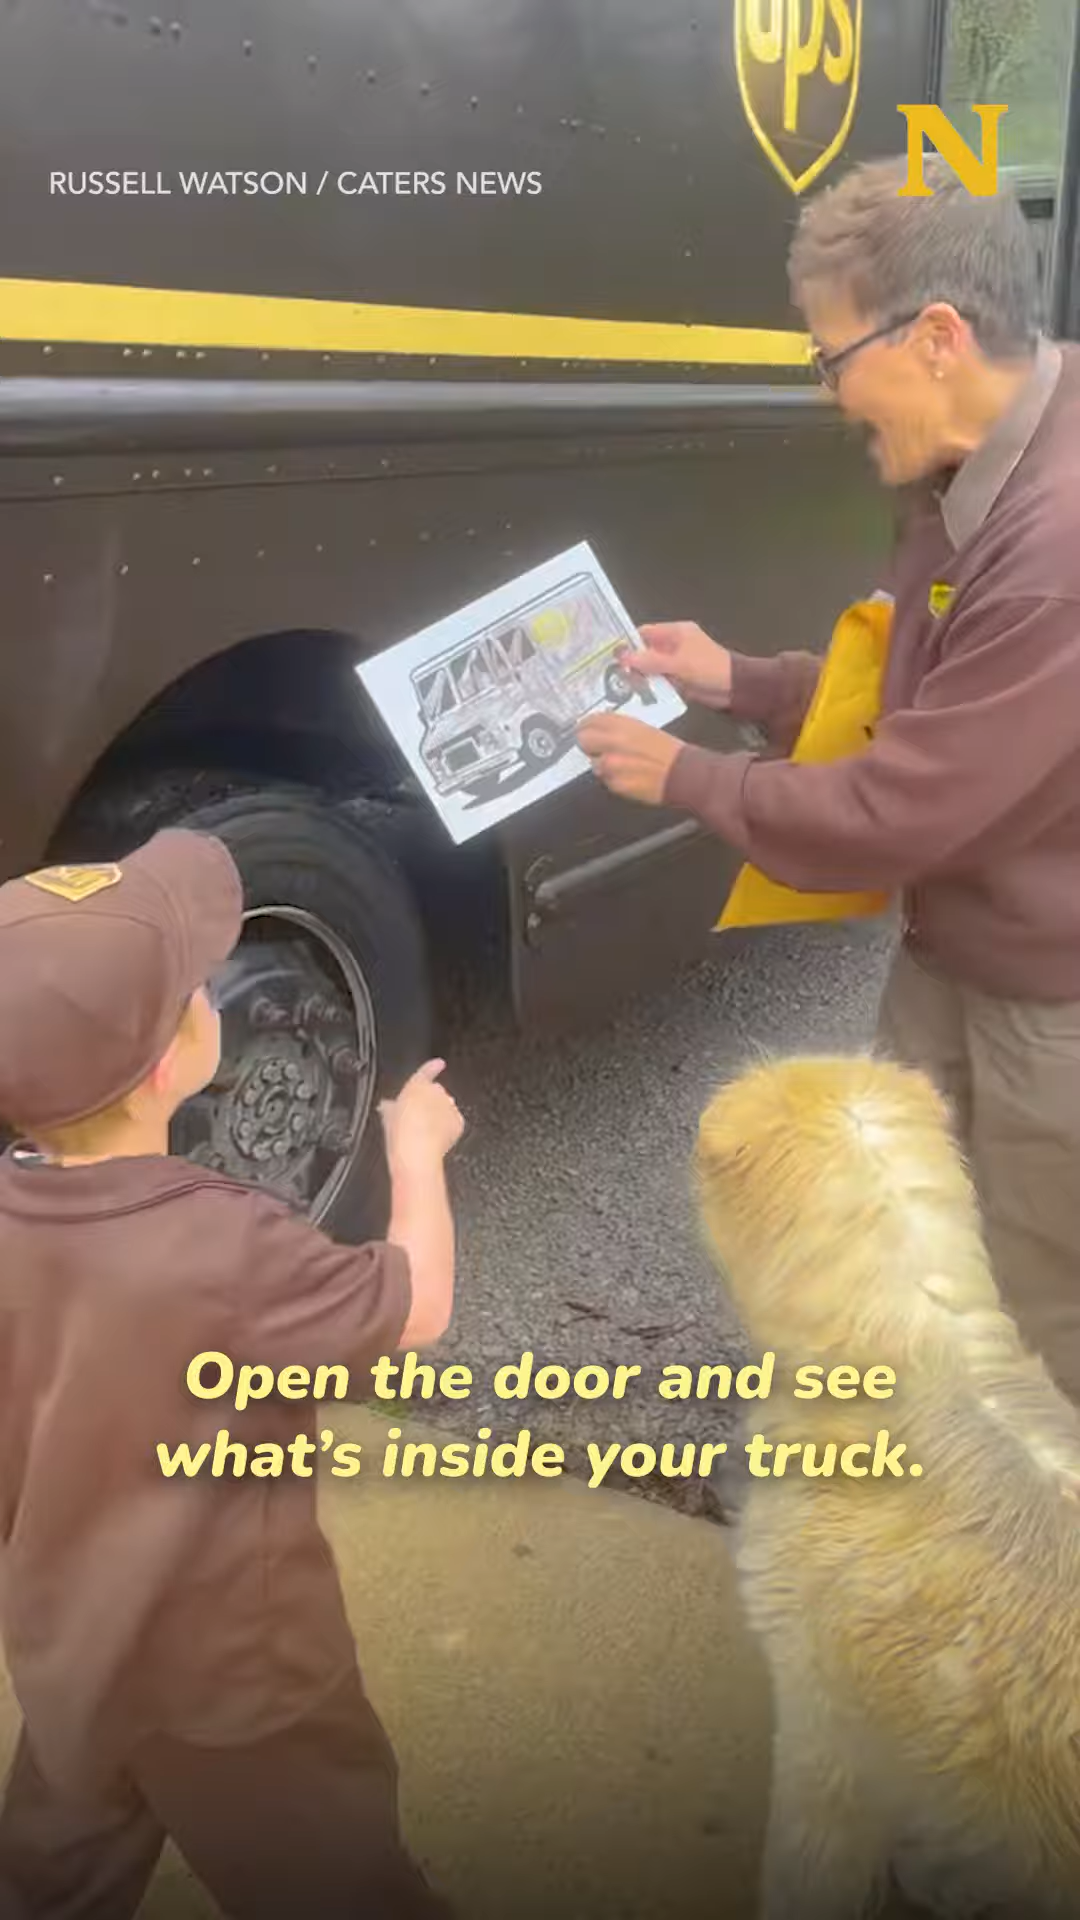 ups
N
RUSSELL WATSON / CATERS NEWS
Open the door and see
what's inside your truck.